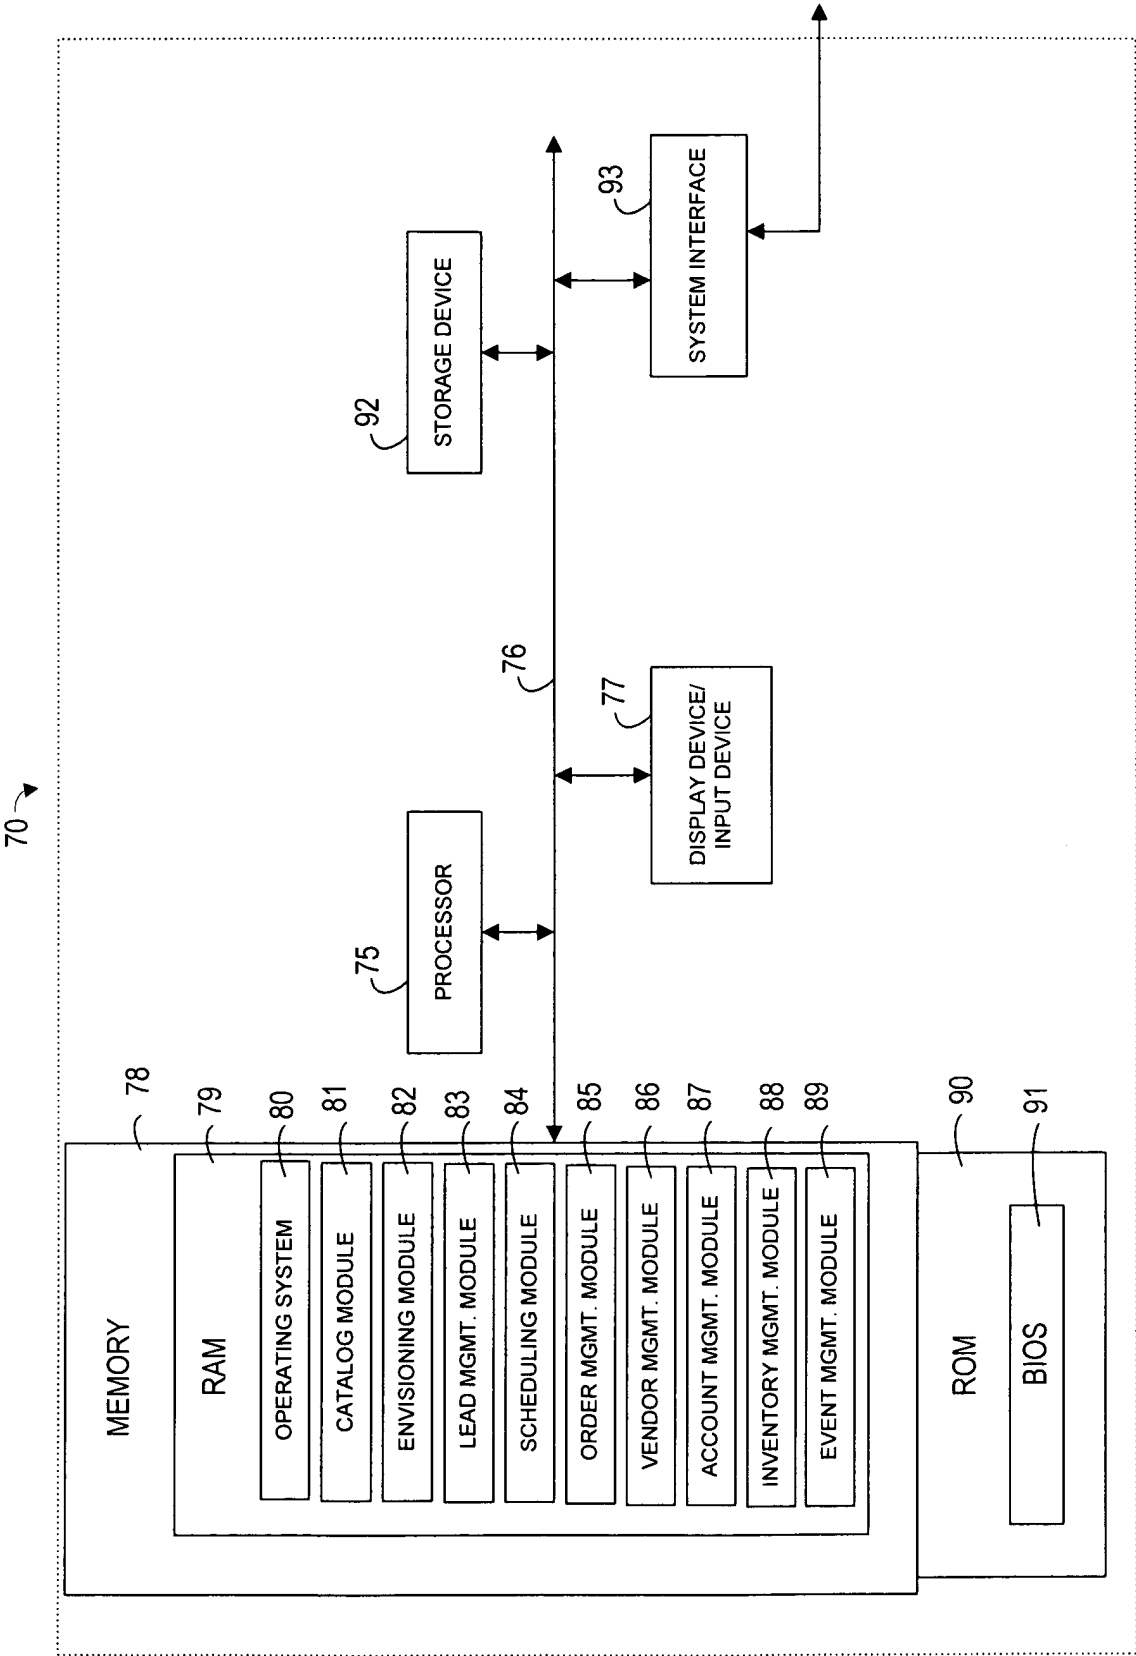 70
MEMORY
78
RAM
79
OPERATING SYSTEM
80
CATALOG MODULE
81
ENVISIONING MODULE
82
LEAD MGMT. MODULE
83
SCHEDULING MODULE
84
ORDER MGMT. MODULE
85
VENDOR MGMT. MODULE
86
ACCOUNT MGMT. MODULE
87
INVENTORY MGMT. MODULE
88
EVENT MGMT. MODULE
89
ROM
90
BIOS
91
75
PROCESSOR
76
77
DISPLAY DEVICE/
INPUT DEVICE
92
STORAGE DEVICE
93
SYSTEM INTERFACE